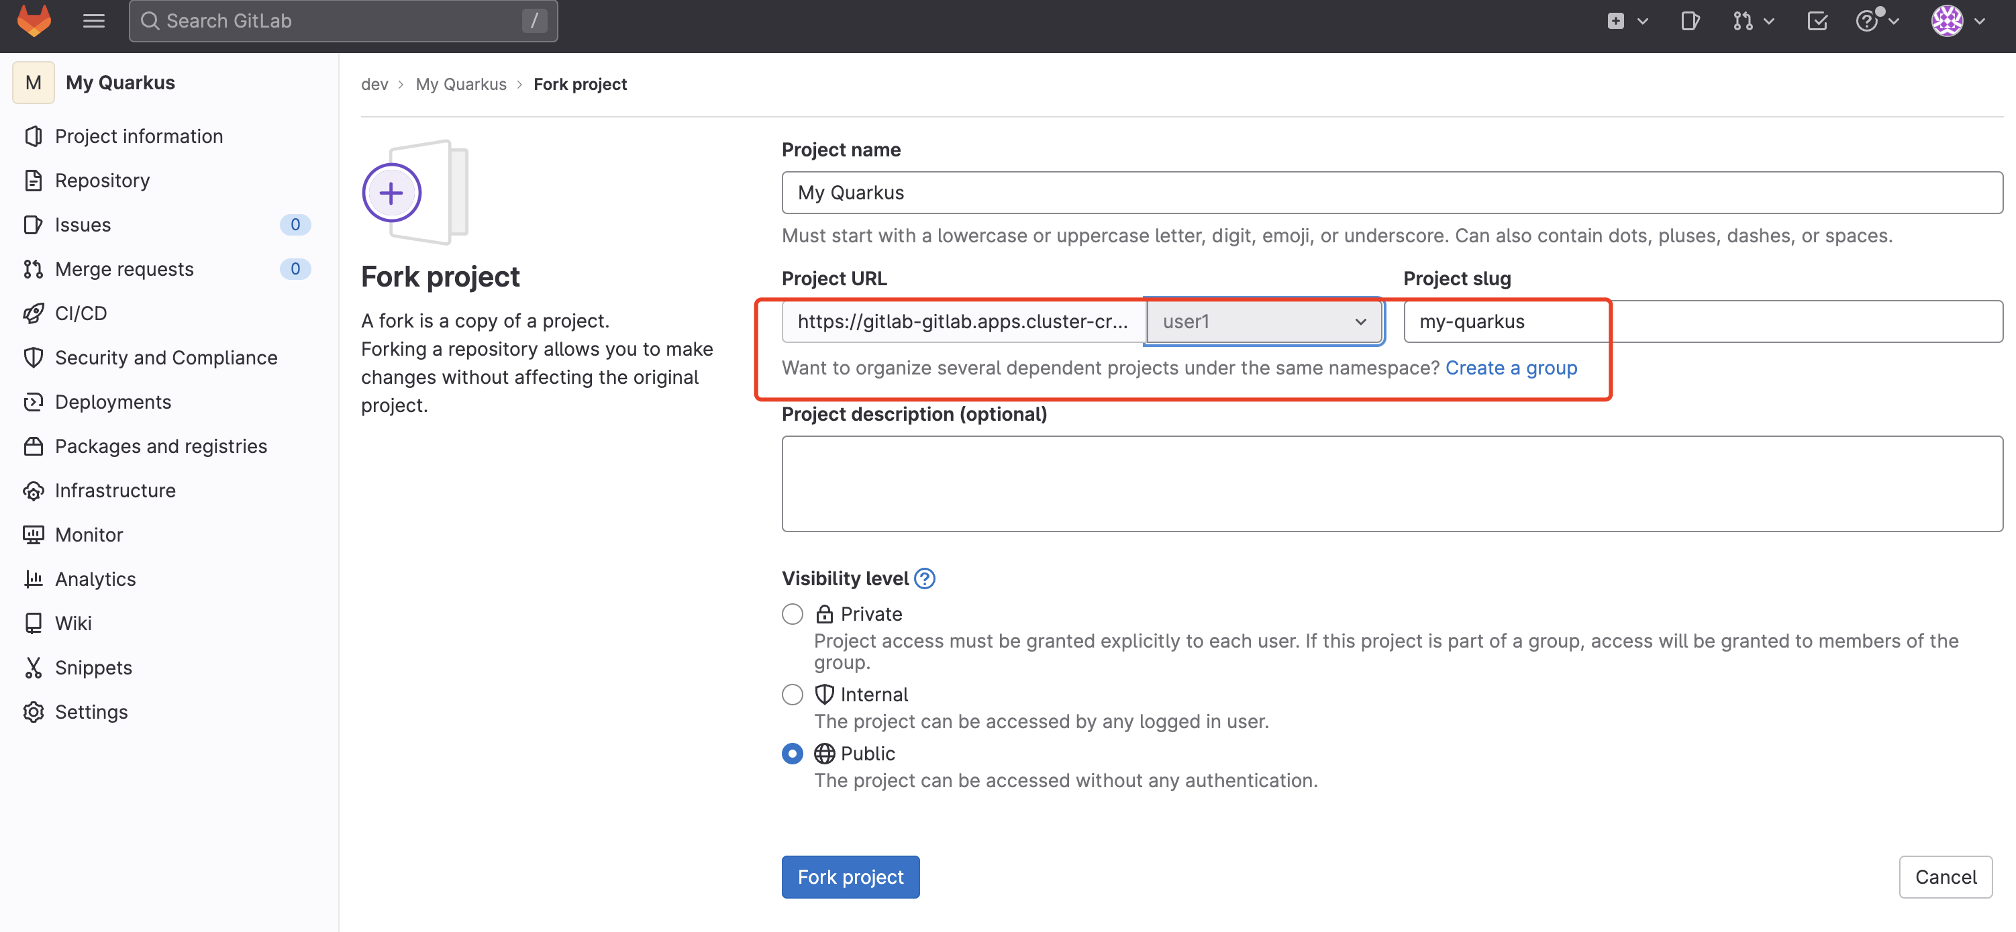 Search GitLab /
M My Quarkus
Project information
Repository
Issues 0
Merge requests 0
CI/CD
Security and Compliance
Deployments
Packages and registries
Infrastructure
Monitor
Analytics
Wiki
Snippets
Settings
dev > My Quarkus > Fork project
Fork project
A fork is a copy of a project.
Forking a repository allows you to make
changes without affecting the original
project.
Project name
My Quarkus
Must start with a lowercase or uppercase letter, digit, emoji, or underscore. Can also contain dots, pluses, dashes, or spaces.
Project URL
https://gitlab-gitlab.apps.cluster-cr... user1
Project slug
my-quarkus
Want to organize several dependent projects under the same namespace? Create a group
Project description (optional)
Visibility level ?
Private
Project access must be granted explicitly to each user. If this project is part of a group, access will be granted to members of the
group.
Internal
The project can be accessed by any logged in user.
Public
The project can be accessed without any authentication.
Fork project
Cancel